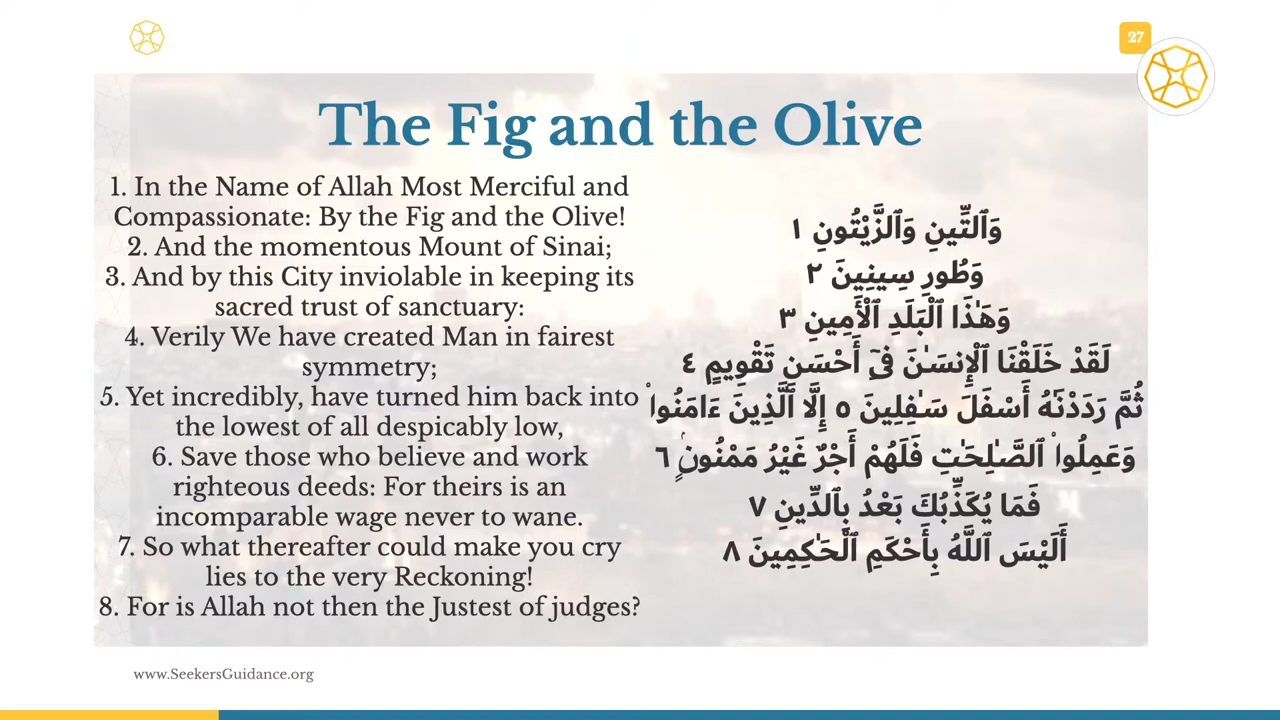 27
The Fig and the Olive
1. In the Name of Allah Most Merciful and
Compassionate: By the Fig and the Olive!
2. And the momentous Mount of Sinai;
3. And by this City inviolable in keeping its
sacred trust of sanctuary:
4. Verily We have created Man in fairest
symmetry;
5. Yet incredibly, have turned him back into
the lowest of all despicably low,
6. Save those who believe and work
righteous deeds: For theirs is an
incomparable wage never to wane.
7. So what thereafter could make you cry
lies to the very Reckoning!
8. For is Allah not then the Justest of judges?
وَٱلتِّينِ وَٱلزَّيْتُونِ ١
وَطُورِ سِينِينَ ٢
وَهَـٰذَا ٱلْبَلَدِ ٱلْأَمِينِ ٣
لَقَدْ خَلَقْنَا ٱلْإِنسَـٰنَ فِىٓ أَحْسَنِ تَقْوِيمٍ ٤
ثُمَّ رَدَدْنَـٰهُ أَسْفَلَ سَـٰفِلِينَ ٥ إِلَّا ٱلَّذِينَ ءَامَنُوا۟
وَعَمِلُوا۟ ٱلصَّـٰلِحَـٰتِ فَلَهُمْ أَجْرٌ غَيْرُ مَمْنُونٍۢ ٦
فَمَا يُكَذِّبُكَ بَعْدُ بِٱلدِّينِ ٧
أَلَيْسَ ٱللَّهُ بِأَحْكَمِ ٱلْحَـٰكِمِينَ ٨
www.SeekersGuidance.org